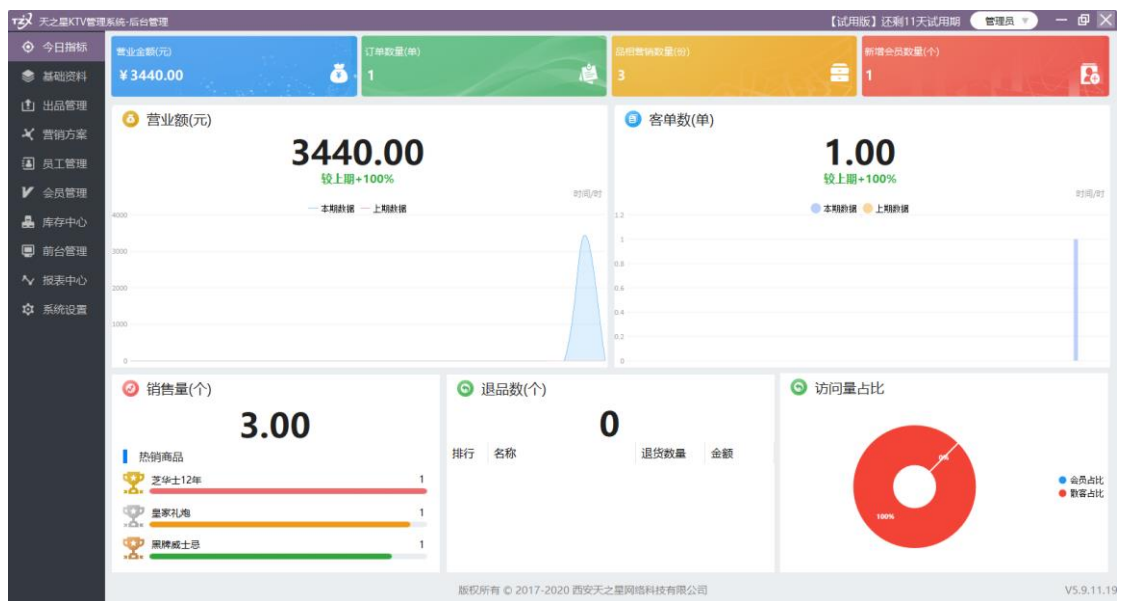 TZX 天之星KTV管理系统-后台管理 【试用版】还剩11天试用期 管理员
今日指标
基础资料
出品管理
营销方案
员工管理
会员管理
库存中心
前台管理
报表中心
系统设置
营业金额(元)
¥3440.00
订单数量(单)
1
品相营销数量(份)
3
新增会员数量(个)
1
营业额(元)
3440.00
较上期+100%
时间/时
本期数据 上期数据
4000
3000
2000
1000
0
客单数(单)
1.00
较上期+100%
时间/时
本期数据 上期数据
1.2
1
0.8
0.6
0.4
0.2
0
销售量(个)
3.00
热销商品
芝华士12年 1
皇家礼炮 1
黑牌威士忌 1
退品数(个)
0
排行 名称 退货数量 金额
访问量占比
0%
100%
会员占比
散客占比
版权所有 © 2017-2020 西安天之星网络科技有限公司 V5.9.11.19